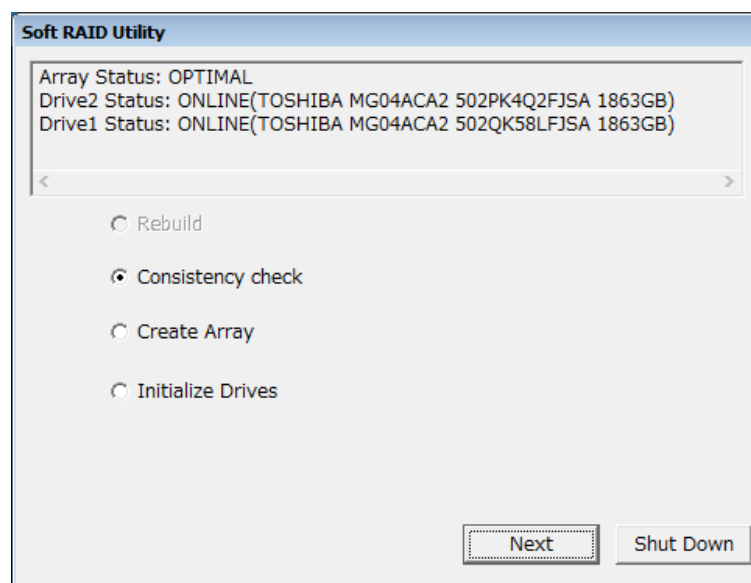 Soft RAID Utility
Array Status: OPTIMAL
Drive2 Status: ONLINE(TOSHIBA MG04ACA2 502PK4Q2FJSA 1863GB)
Drive1 Status: ONLINE(TOSHIBA MG04ACA2 502QK58LFJSA 1863GB)
Rebuild
Consistency check
Create Array
Initialize Drives
Next Shut Down